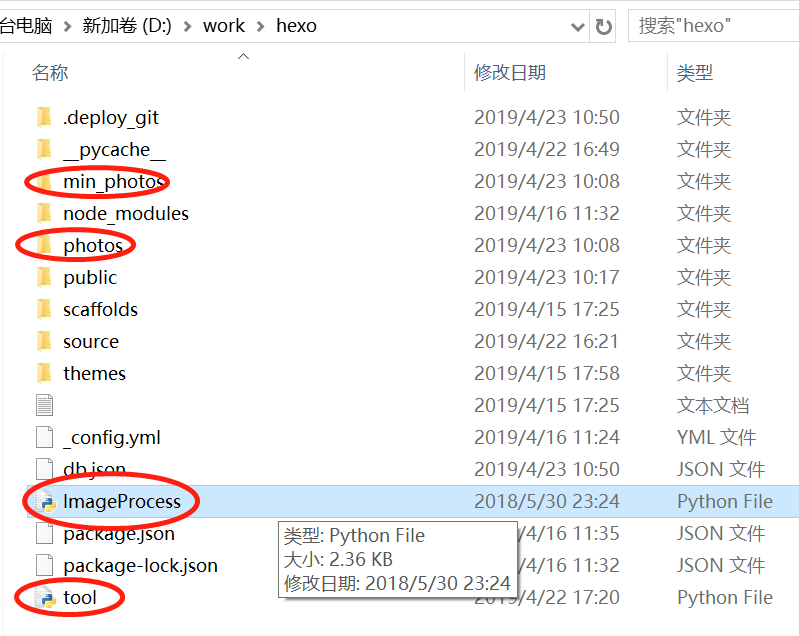 台电脑 > 新加卷 (D:) > work > hexo 搜索"hexo"
名称 修改日期 类型
.deploy_git 2019/4/23 10:50 文件夹
__pycache__ 2019/4/22 16:49 文件夹
min_photos 2019/4/23 10:08 文件夹
node_modules 2019/4/16 11:32 文件夹
photos 2019/4/23 10:08 文件夹
public 2019/4/23 10:17 文件夹
scaffolds 2019/4/15 17:25 文件夹
source 2019/4/22 16:21 文件夹
themes 2019/4/15 17:58 文件夹
2019/4/15 17:25 文本文档
_config.yml 2019/4/16 11:24 YML 文件
db.json 2019/4/23 10:50 JSON 文件
ImageProcess 2018/5/30 23:24 Python File
package.json /4/16 11:35 JSON 文件
package-lock.json /4/16 11:32 JSON 文件
tool /4/22 17:20 Python File
类型: Python File
大小: 2.36 KB
修改日期: 2018/5/30 23:24